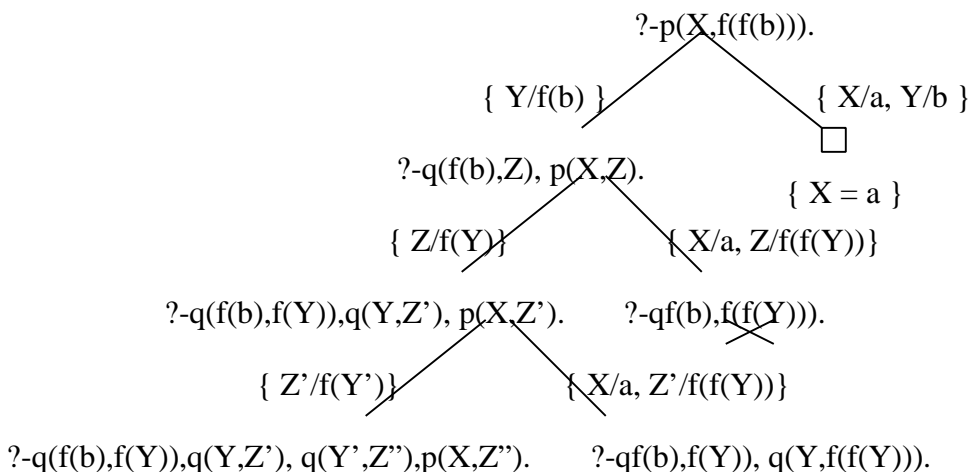 ?-p(X,f(f(b))).
{ Y/f(b) } { X/a, Y/b }
?-q(f(b),Z), p(X,Z).
{ X = a }
{ Z/f(Y)} { X/a, Z/f(f(Y))}
?-q(f(b),f(Y)),q(Y,Z’), p(X,Z’). ?-qf(b),f(f(Y))).
{ Z’/f(Y’)} { X/a, Z’/f(f(Y))}
?-q(f(b),f(Y)),q(Y,Z’), q(Y’,Z”),p(X,Z”). ?-qf(b),f(Y)), q(Y,f(f(Y))).